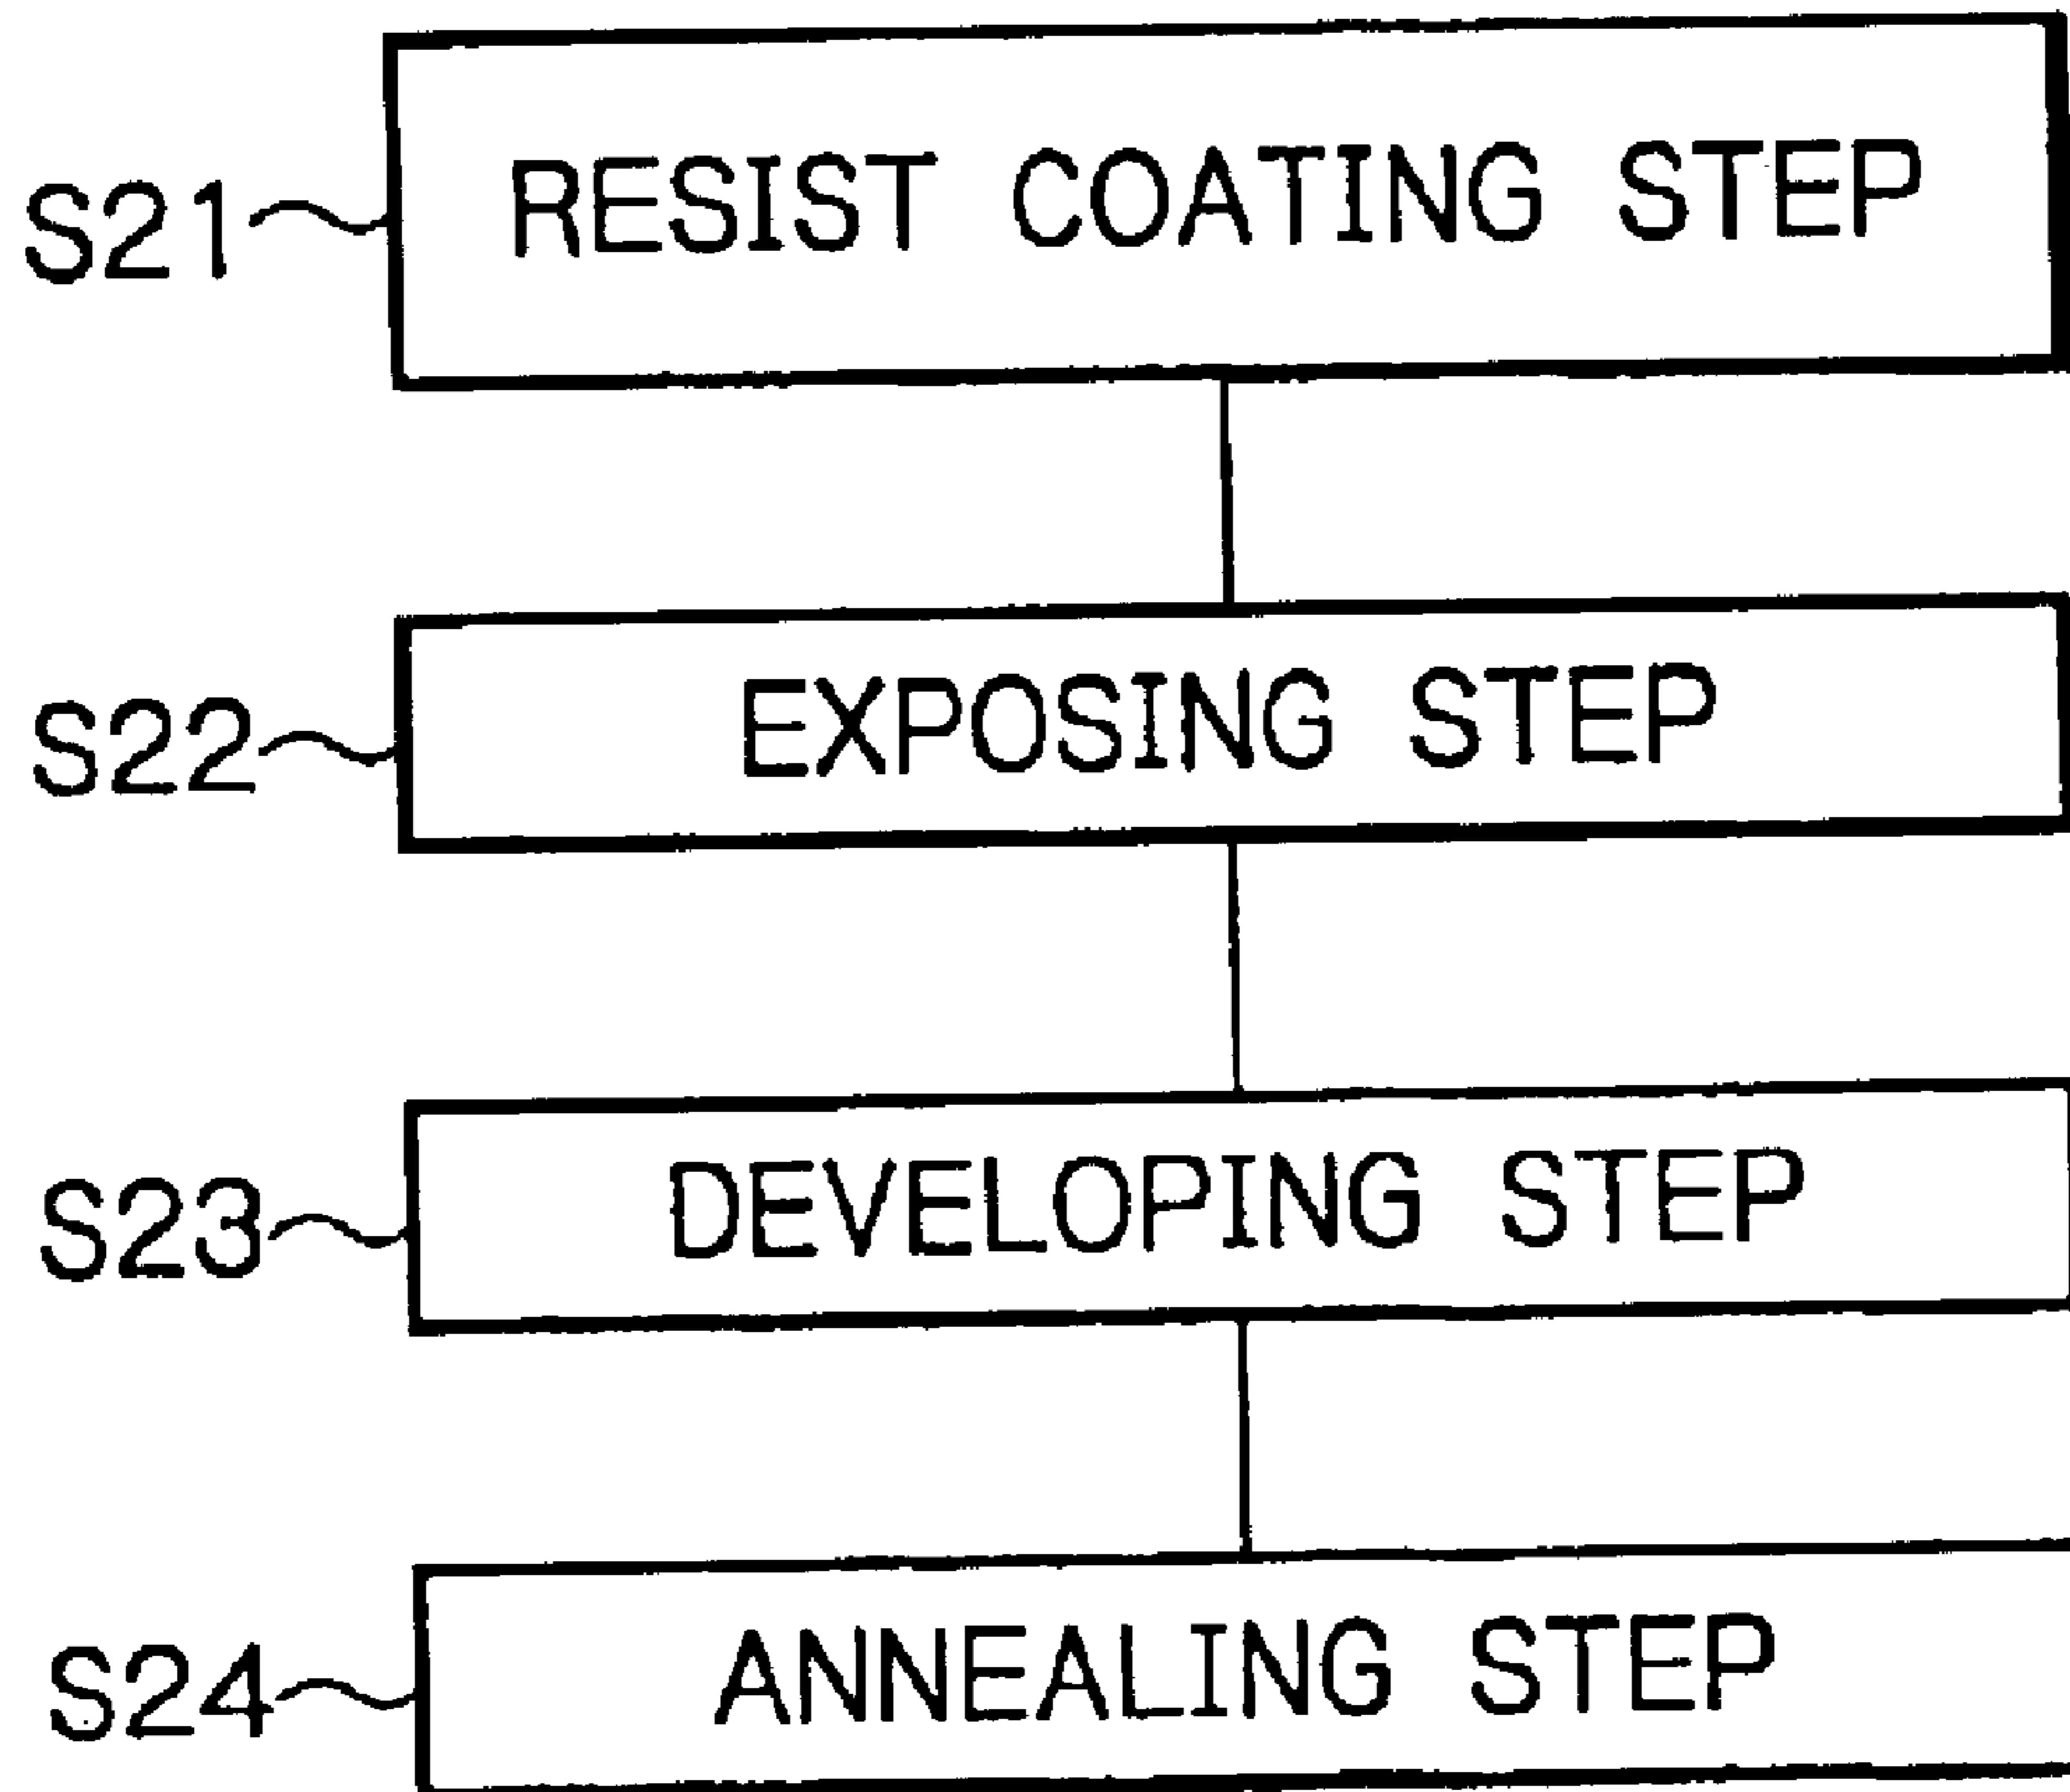 S21 RESIST COATING STEP
S22 EXPOSING STEP
S23 DEVELOPING STEP
S24 ANNEALING STEP